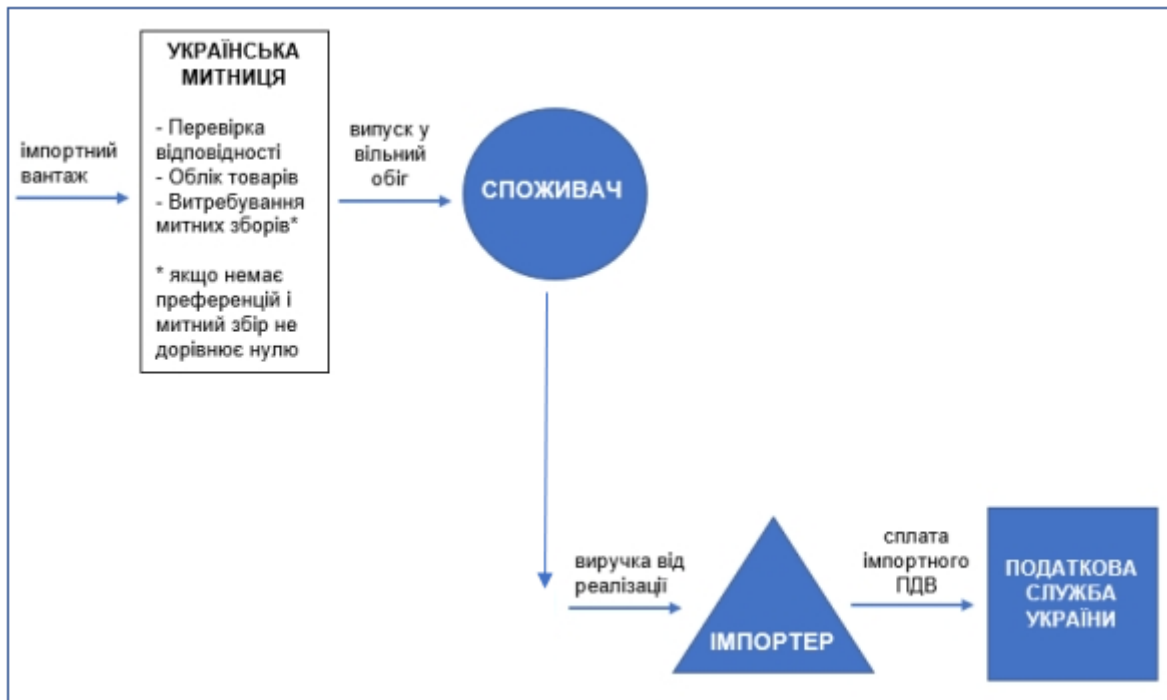 УКРАЇНСЬКА
МИТНИЦЯ
- Перевірка
відповідності
- Облік товарів
- Витребування
митних зборів*
* якщо немає
преференцій і
митний збір не
дорівнює нулю
імпортний
вантаж
випуск у
вільний
обіг
СПОЖИВАЧ
виручка від
реалізації
ІМПОРТЕР
сплата
імпортного
ПДВ
ПОДАТКОВА
СЛУЖБА
УКРАЇНИ